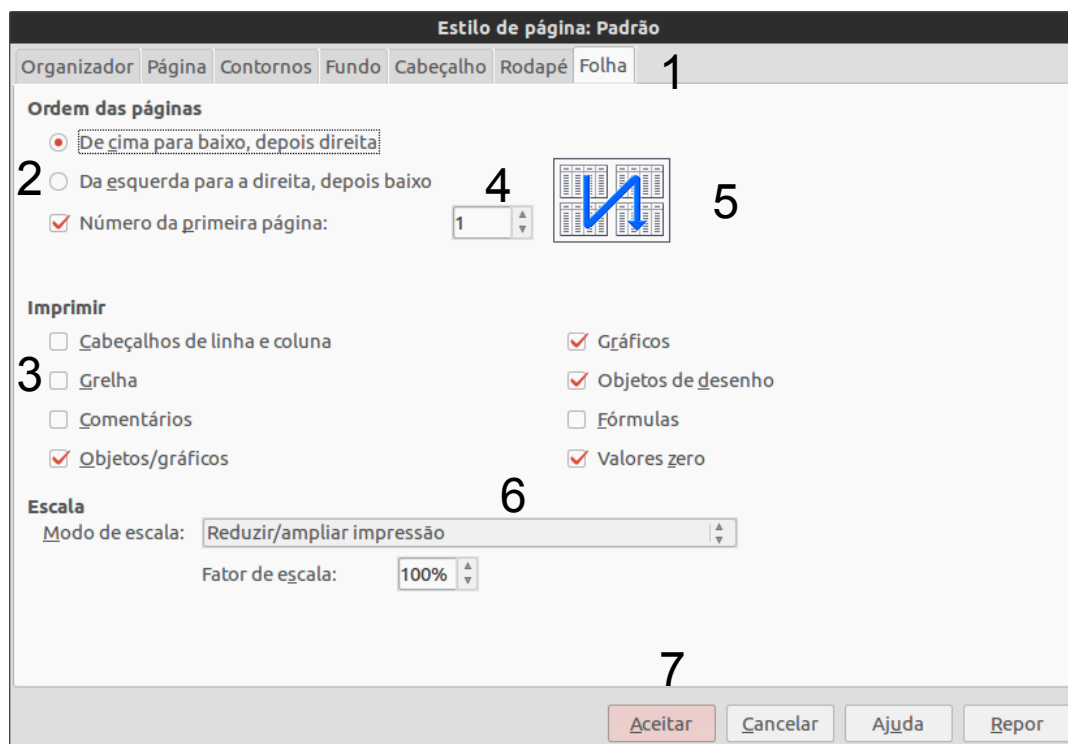 Estilo de página: Padrão
Organizador Página Contornos Fundo Cabeçalho Rodapé Folha 1
Ordem das páginas
De cima para baixo, depois direita
2 Da esquerda para a direita, depois baixo 4 5
Número da primeira página: 1
Imprimir
Cabeçalhos de linha e coluna Gráficos
3 Grelha Objetos de desenho
Comentários Fórmulas
Objetos/gráficos Valores zero
6
Escala
Modo de escala: Reduzir/ampliar impressão
Fator de escala: 100%
7
Aceitar Cancelar Ajuda Repor